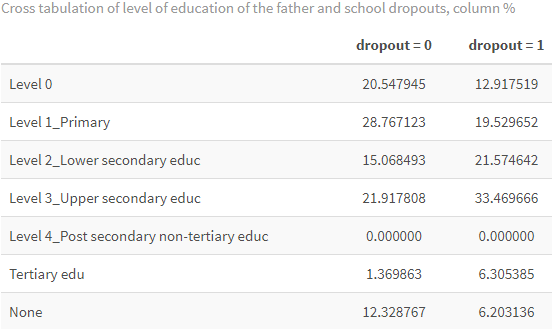 Cross tabulation of level of education of the father and school dropouts, column %
dropout = 0 dropout = 1
Level 0 20.547945 12.917519
Level 1_Primary 28.767123 19.529652
Level 2_Lower secondary educ 15.068493 21.574642
Level 3_Upper secondary educ 21.917808 33.469666
Level 4_Post secondary non-tertiary educ 0.000000 0.000000
Tertiary edu 1.369863 6.305385
None 12.328767 6.203136